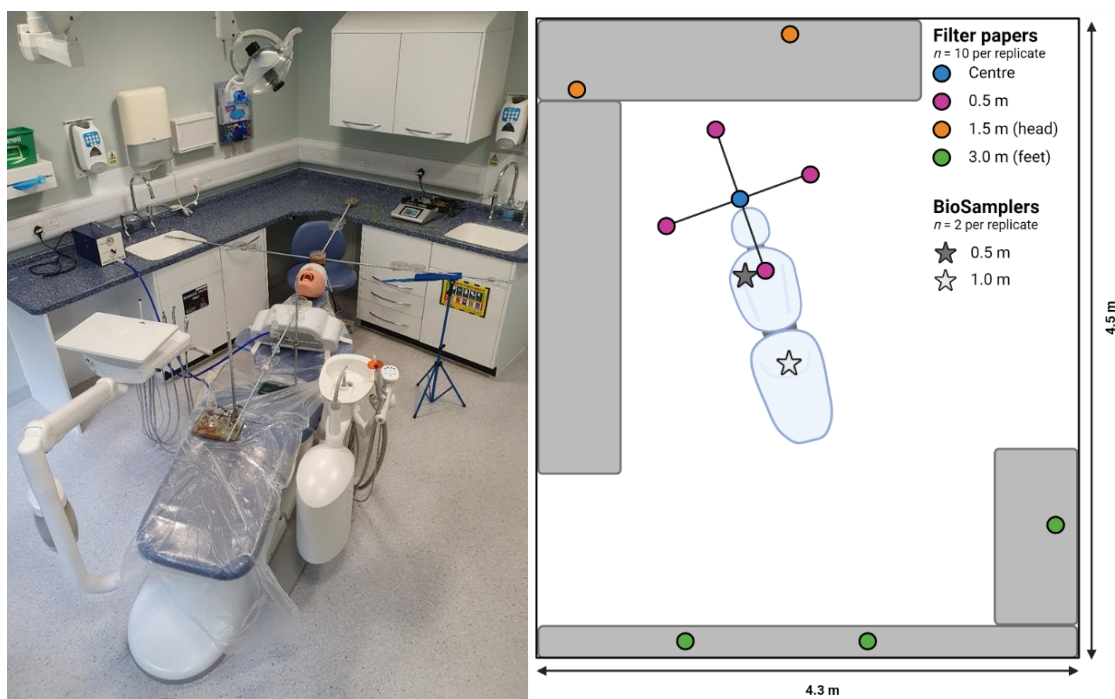 Filter papers
n = 10 per replicate
Centre
0.5 m
1.5 m (head)
3.0 m (feet)
BioSamplers
n = 2 per replicate
0.5 m
1.0 m
4.5 m
4.3 m